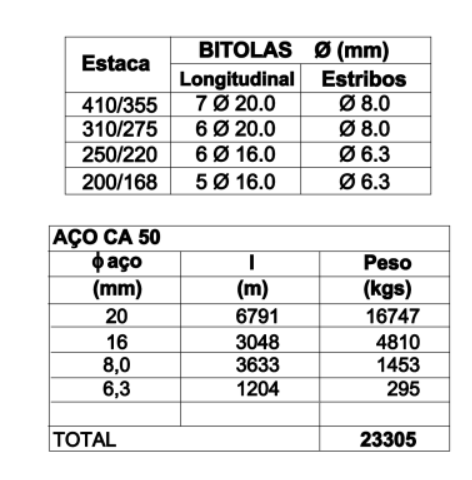 Estaca BITOLAS Ø (mm)
Longitudinal Estribos
410/355 7 Ø 20.0 Ø 8.0
310/275 6 Ø 20.0 Ø 8.0
250/220 6 Ø 16.0 Ø 6.3
200/168 5 Ø 16.0 Ø 6.3
AÇO CA 50
ϕ aço l Peso
(mm) (m) (kgs)
20 6791 16747
16 3048 4810
8,0 3633 1453
6,3 1204 295
TOTAL 23305